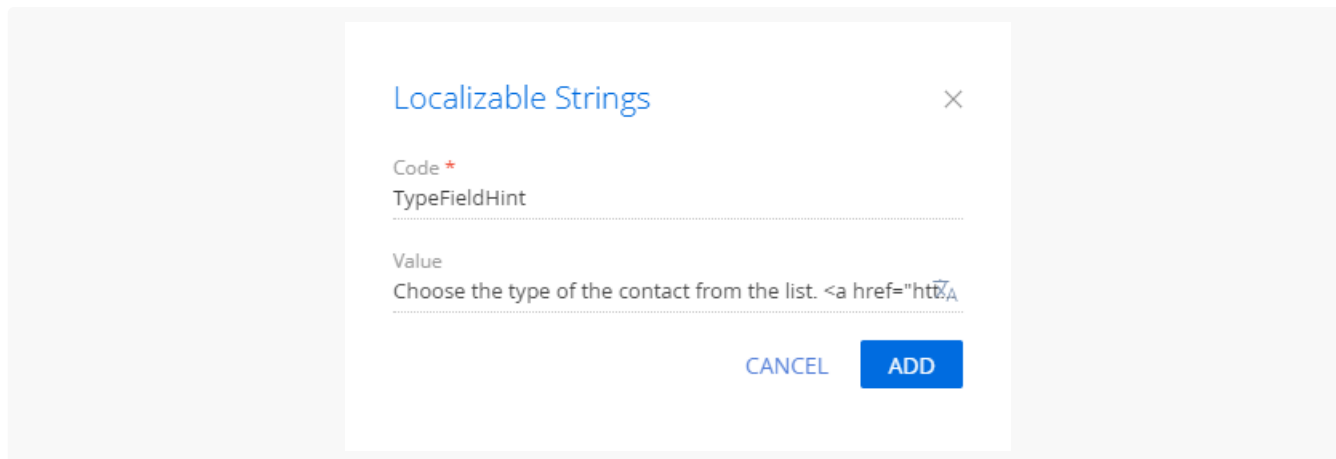 Localizable Strings
Code *
TypeFieldHint
Value
Choose the type of the contact from the list. <a href="htt
CANCEL
ADD